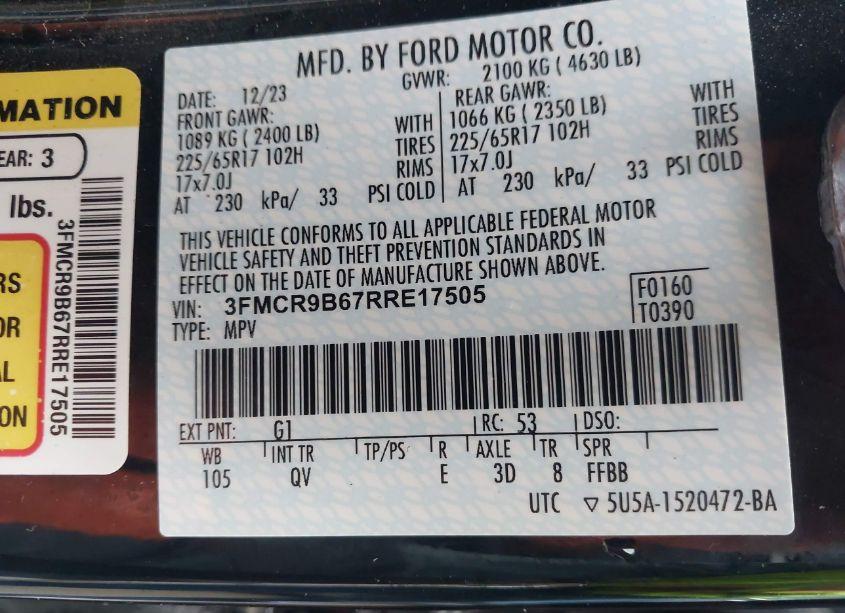 MATION
EAR: 3
lbs.
3FMCR9B67RRE17505
RS
OR
AL
ON
MFD. BY FORD MOTOR CO.
DATE: 12/23 GVWR: 2100 KG ( 4630 LB)
FRONT GAWR: REAR GAWR:
1089 KG ( 2400 LB) WITH 1066 KG ( 2350 LB) WITH
225/65R17 102H TIRES 225/65R17 102H TIRES
17x7.0J RIMS 17x7.0J RIMS
AT 230 kPa/ 33 PSI COLD AT 230 kPa/ 33 PSI COLD
THIS VEHICLE CONFORMS TO ALL APPLICABLE FEDERAL MOTOR
VEHICLE SAFETY AND THEFT PREVENTION STANDARDS IN
EFFECT ON THE DATE OF MANUFACTURE SHOWN ABOVE.
VIN: 3FMCR9B67RRE17505 F0160
TYPE: MPV T0390
EXT PNT: G1 RC: 53 DSO:
WB INT TR TP/PS R AXLE TR SPR
105 QV E 3D 8 FFBB
UTC ▽ 5U5A-1520472-BA